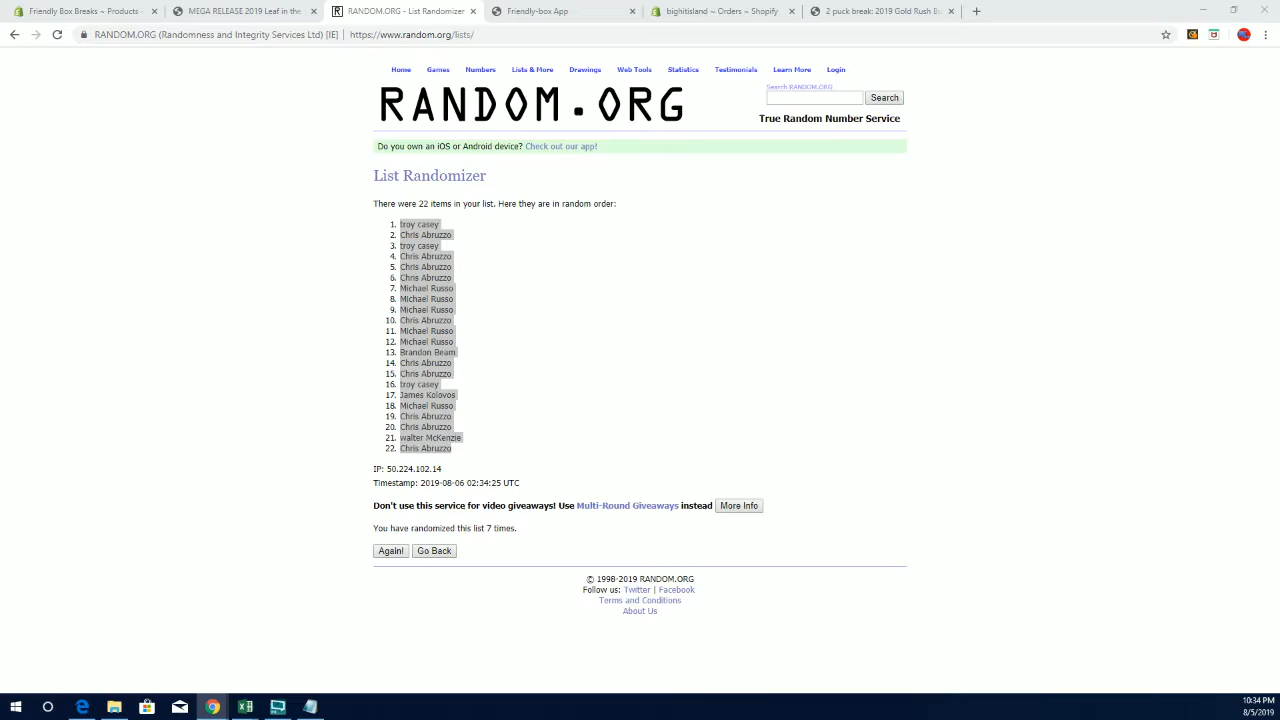 Friendly Box Breaks ~ Products ·
MEGA RELEASE 2019 Leaf in the
RANDOM.ORG - List Randomizer
Friendly-box App
bighitisland ~ Orders ~ Shopify
2 puck break: 2019 Gold Rush Bu
RANDOM.ORG (Randomness and Integrity Services Ltd) [IE] | https://www.random.org/lists/
Home Games Numbers Lists & More Drawings Web Tools Statistics Testimonials Learn More Login
RANDOM.ORG
Search RANDOM.ORG
Search
True Random Number Service
Do you own an iOS or Android device? Check out our app!
List Randomizer
There were 22 items in your list. Here they are in random order:
1. troy casey
2. Chris Abruzzo
3. troy casey
4. Chris Abruzzo
5. Chris Abruzzo
6. Chris Abruzzo
7. Michael Russo
8. Michael Russo
9. Michael Russo
10. Chris Abruzzo
11. Michael Russo
12. Michael Russo
13. Brandon Beam
14. Chris Abruzzo
15. Chris Abruzzo
16. troy casey
17. James Kolovos
18. Michael Russo
19. Chris Abruzzo
20. Chris Abruzzo
21. walter McKenzie
22. Chris Abruzzo
IP: 50.224.102.14
Timestamp: 2019-08-06 02:34:25 UTC
Don't use this service for video giveaways! Use Multi-Round Giveaways instead More Info
You have randomized this list 7 times.
Again! Go Back
© 1998-2019 RANDOM.ORG
Follow us: Twitter | Facebook
Terms and Conditions
About Us
10:34 PM
8/5/2019